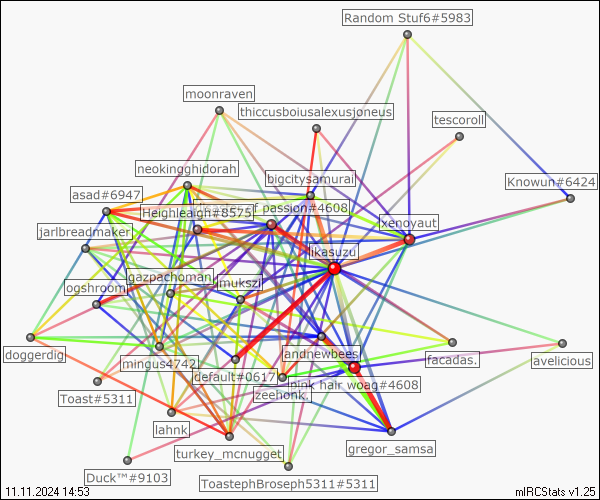 Random Stuf6#5983
moonraven
thiccusboiusalexusjoneus
tescoroll
neokingghidorah
bigcitysamurai
Knowun#6424
asad#6947
f passion#4608
Heighleaigh#8575
xenoyaut
jarlbreadmaker
ikasuzu
gazpachoman
mukszi
ogshroom
andnewbees
facadas.
avelicious
doggerdig
mingus4742
default#0617
pink hair woag#4608
zeehonk.
Toast#5311
lahnk
gregor_samsa
turkey_mcnugget
Duck™#9103
ToastephBroseph5311#5311
11.11.2024 14:53
mIRCStats v1.25